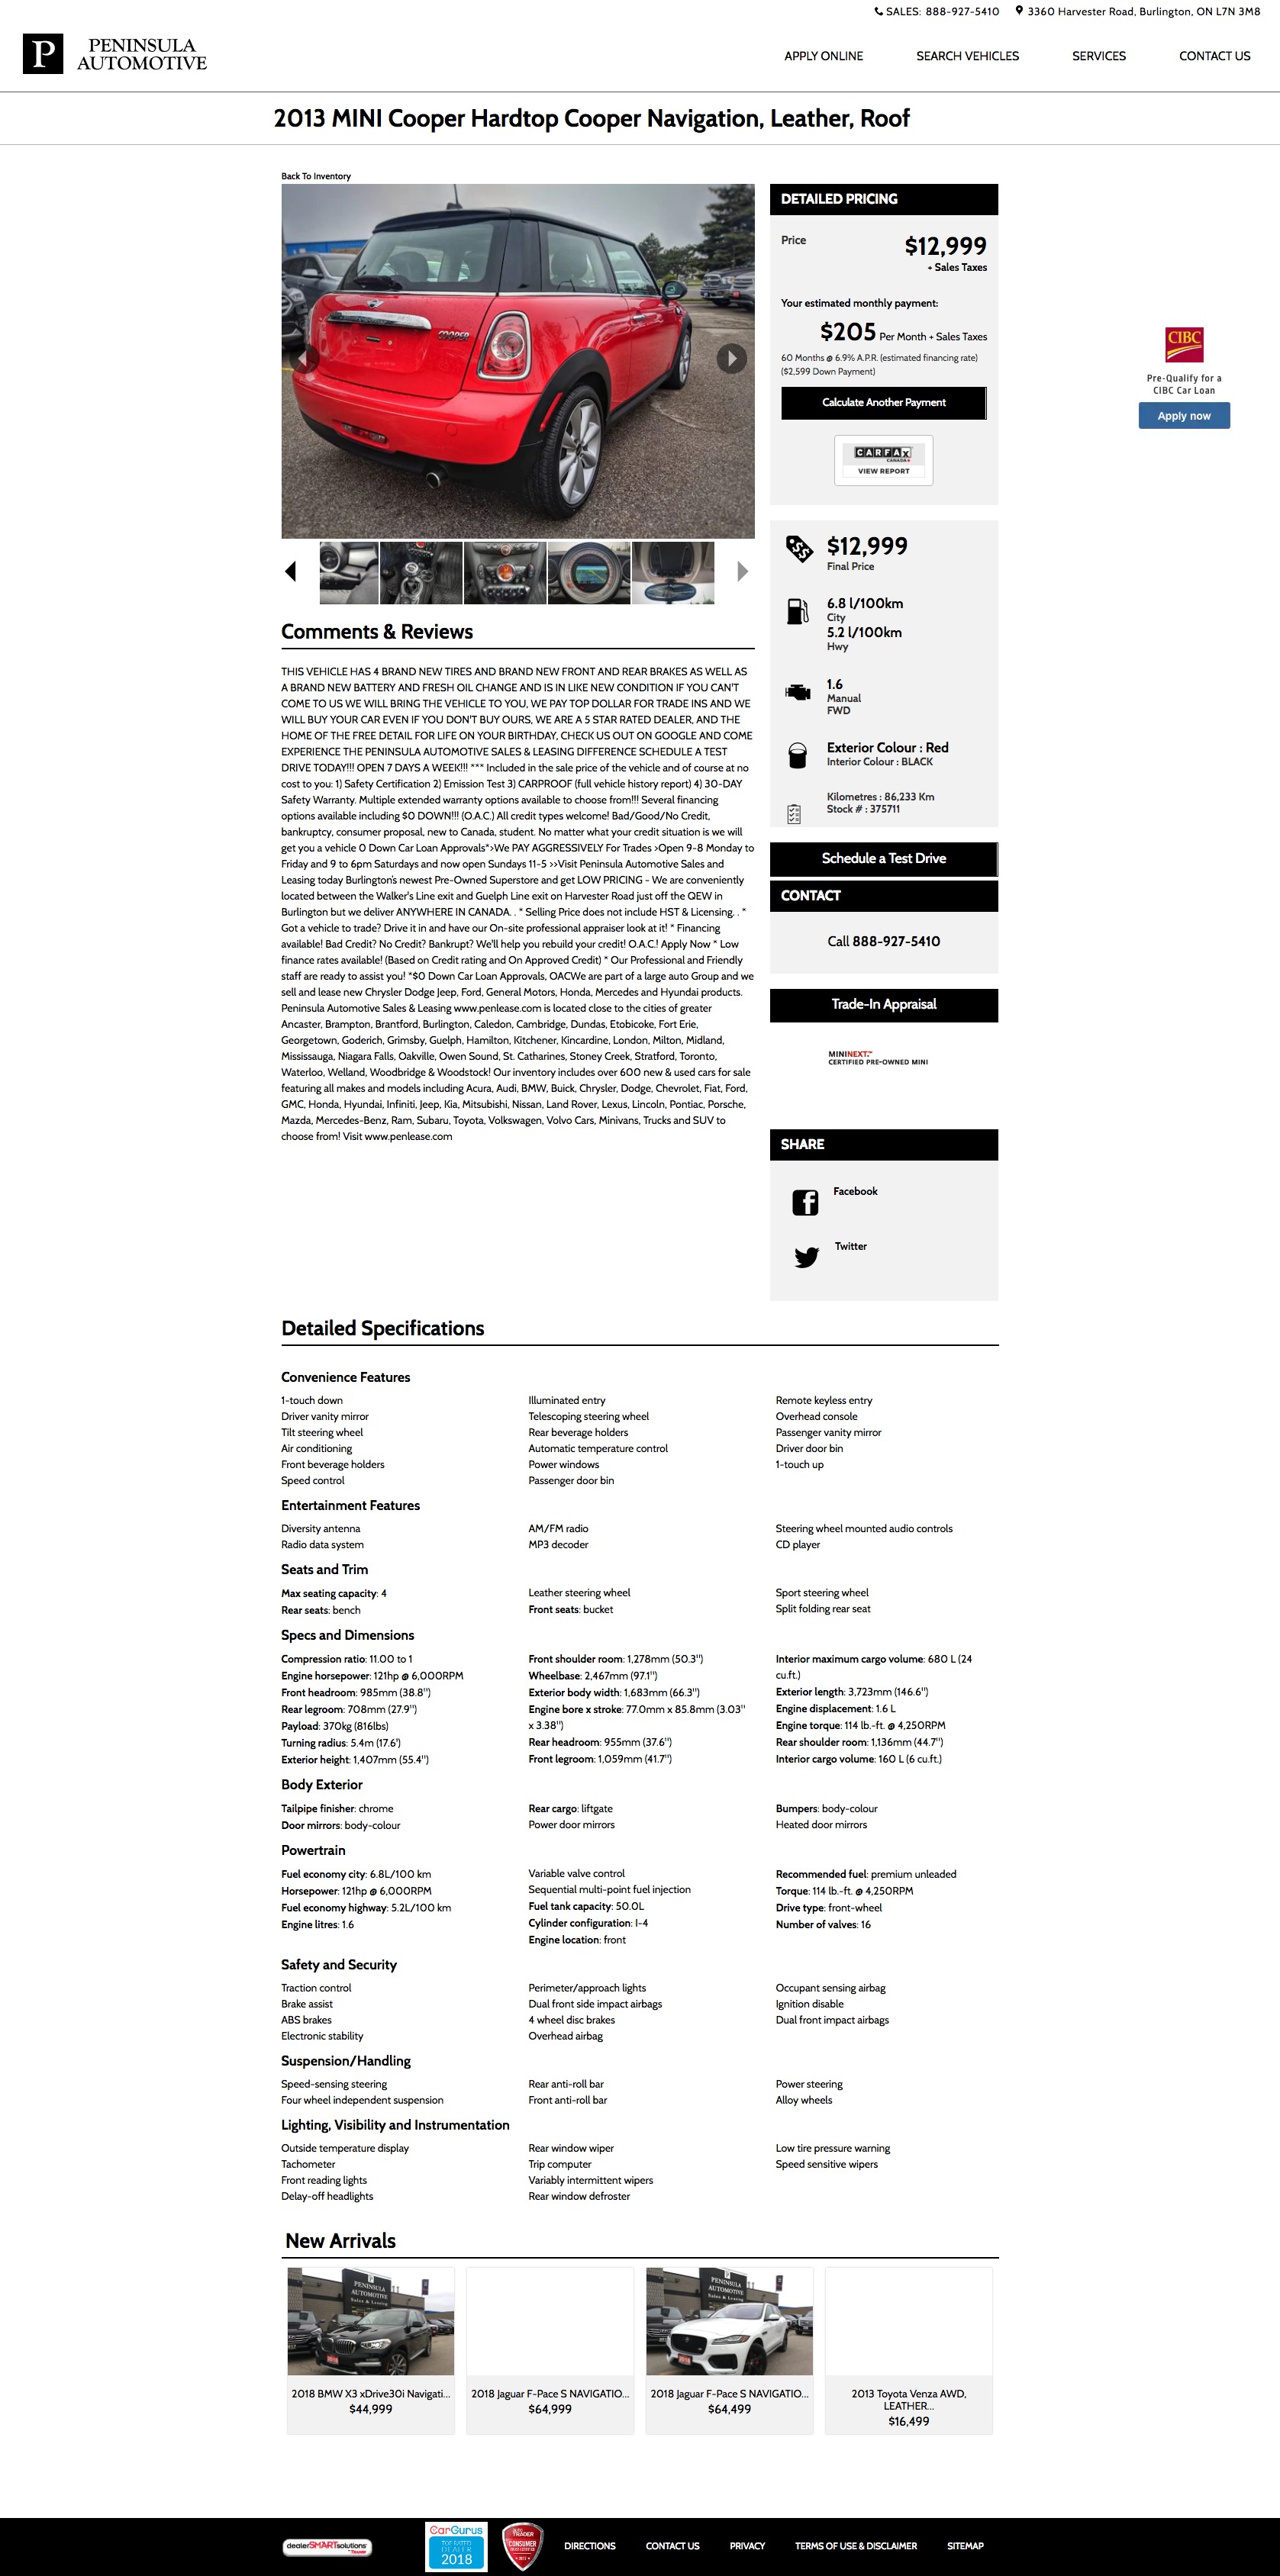 SALES: 888-927-5410 3360 Harvester Road, Burlington, ON L7N 3M8
P PENINSULA
AUTOMOTIVE
APPLY ONLINE SEARCH VEHICLES SERVICES CONTACT US
2013 MINI Cooper Hardtop Cooper Navigation, Leather, Roof
Back To Inventory
COOPER
Comments & Reviews
THIS VEHICLE HAS 4 BRAND NEW TIRES AND BRAND NEW FRONT AND REAR BRAKES AS WELL AS
A BRAND NEW BATTERY AND FRESH OIL CHANGE AND IS IN LIKE NEW CONDITION IF YOU CAN'T
COME TO US WE WILL BRING THE VEHICLE TO YOU, WE PAY TOP DOLLAR FOR TRADE INS AND WE
WILL BUY YOUR CAR EVEN IF YOU DON'T BUY OURS, WE ARE A 5 STAR RATED DEALER, AND THE
HOME OF THE FREE DETAIL FOR LIFE ON YOUR BIRTHDAY, CHECK US OUT ON GOOGLE AND COME
EXPERIENCE THE PENINSULA AUTOMOTIVE SALES & LEASING DIFFERENCE SCHEDULE A TEST
DRIVE TODAY!!! OPEN 7 DAYS A WEEK!!! *** Included in the sale price of the vehicle and of course at no
cost to you: 1) Safety Certification 2) Emission Test 3) CARPROOF (full vehicle history report) 4) 30-DAY
Safety Warranty. Multiple extended warranty options available to choose from!!! Several financing
options available including $0 DOWN!!! (O.A.C.) All credit types welcome! Bad/Good/No Credit,
bankruptcy, consumer proposal, new to Canada, student. No matter what your credit situation is we will
get you a vehicle 0 Down Car Loan Approvals*>We PAY AGGRESSIVELY For Trades >Open 9-8 Monday to
Friday and 9 to 6pm Saturdays and now open Sundays 11-5 >>Visit Peninsula Automotive Sales and
Leasing today Burlington's newest Pre-Owned Superstore and get LOW PRICING - We are conveniently
located between the Walker's Line exit and Guelph Line exit on Harvester Road just off the QEW in
Burlington but we deliver ANYWHERE IN CANADA. . * Selling Price does not include HST & Licensing. . *
Got a vehicle to trade? Drive it in and have our On-site professional appraiser look at it! * Financing
available! Bad Credit? No Credit? Bankrupt? We'll help you rebuild your credit! O.A.C.! Apply Now * Low
finance rates available! (Based on Credit rating and On Approved Credit) * Our Professional and Friendly
staff are ready to assist you! *$0 Down Car Loan Approvals, OACWe are part of a large auto Group and we
sell and lease new Chrysler Dodge Jeep, Ford, General Motors, Honda, Mercedes and Hyundai products.
Peninsula Automotive Sales & Leasing www.penlease.com is located close to the cities of greater
Ancaster, Brampton, Brantford, Burlington, Caledon, Cambridge, Dundas, Etobicoke, Fort Erie,
Georgetown, Goderich, Grimsby, Guelph, Hamilton, Kitchener, Kincardine, London, Milton, Midland,
Mississauga, Niagara Falls, Oakville, Owen Sound, St. Catharines, Stoney Creek, Stratford, Toronto,
Waterloo, Welland, Woodbridge & Woodstock! Our inventory includes over 600 new & used cars for sale
featuring all makes and models including Acura, Audi, BMW, Buick, Chrysler, Dodge, Chevrolet, Fiat, Ford,
GMC, Honda, Hyundai, Infiniti, Jeep, Kia, Mitsubishi, Nissan, Land Rover, Lexus, Lincoln, Pontiac, Porsche,
Mazda, Mercedes-Benz, Ram, Subaru, Toyota, Volkswagen, Volvo Cars, Minivans, Trucks and SUV to
choose from! Visit www.penlease.com
DETAILED PRICING
Price $12,999
+ Sales Taxes
Your estimated monthly payment:
$205 Per Month + Sales Taxes
60 Months @ 6.9% A.P.R. (estimated financing rate)
($2,599 Down Payment)
Calculate Another Payment
CARFAX
CANADA
VIEW REPORT
$12,999
Final Price
6.8 l/100km
City
5.2 l/100km
Hwy
1.6
Manual
FWD
Exterior Colour : Red
Interior Colour : BLACK
Kilometres : 86,233 Km
Stock # : 375711
Schedule a Test Drive
CONTACT
Call 888-927-5410
Trade-In Appraisal
MININEXT.™
CERTIFIED PRE-OWNED MINI
SHARE
Facebook
Twitter
CIBC
Pre-Qualify for a
CIBC Car Loan
Apply now
Detailed Specifications
Convenience Features
1-touch down Illuminated entry Remote keyless entry
Driver vanity mirror Telescoping steering wheel Overhead console
Tilt steering wheel Rear beverage holders Passenger vanity mirror
Air conditioning Automatic temperature control Driver door bin
Front beverage holders Power windows 1-touch up
Speed control Passenger door bin
Entertainment Features
Diversity antenna AM/FM radio Steering wheel mounted audio controls
Radio data system MP3 decoder CD player
Seats and Trim
Max seating capacity: 4 Leather steering wheel Sport steering wheel
Rear seats: bench Front seats: bucket Split folding rear seat
Specs and Dimensions
Compression ratio: 11.00 to 1
Engine horsepower: 121hp @ 6,000RPM
Front headroom: 985mm (38.8")
Rear legroom: 708mm (27.9")
Payload: 370kg (816lbs)
Turning radius: 5.4m (17.6')
Exterior height: 1,407mm (55.4")
Front shoulder room: 1,278mm (50.3")
Wheelbase: 2,467mm (97.1")
Exterior body width: 1,683mm (66.3")
Engine bore x stroke: 77.0mm x 85.8mm (3.03"
x 3.38")
Rear headroom: 955mm (37.6")
Front legroom: 1,059mm (41.7")
Interior maximum cargo volume: 680 L (24
cu.ft.)
Exterior length: 3,723mm (146.6")
Engine displacement: 1.6 L
Engine torque: 114 lb.-ft. @ 4,250RPM
Rear shoulder room: 1,136mm (44.7")
Interior cargo volume: 160 L (6 cu.ft.)
Body Exterior
Tailpipe finisher: chrome Rear cargo: liftgate Bumpers: body-colour
Door mirrors: body-colour Power door mirrors Heated door mirrors
Powertrain
Fuel economy city: 6.8L/100 km
Horsepower: 121hp @ 6,000RPM
Fuel economy highway: 5.2L/100 km
Engine litres: 1.6
Variable valve control
Sequential multi-point fuel injection
Fuel tank capacity: 50.0L
Cylinder configuration: I-4
Engine location: front
Recommended fuel: premium unleaded
Torque: 114 lb.-ft. @ 4,250RPM
Drive type: front-wheel
Number of valves: 16
Safety and Security
Traction control Perimeter/approach lights Occupant sensing airbag
Brake assist Dual front side impact airbags Ignition disable
ABS brakes 4 wheel disc brakes Dual front impact airbags
Electronic stability Overhead airbag
Suspension/Handling
Speed-sensing steering Rear anti-roll bar Power steering
Four wheel independent suspension Front anti-roll bar Alloy wheels
Lighting, Visibility and Instrumentation
Outside temperature display Rear window wiper Low tire pressure warning
Tachometer Trip computer Speed sensitive wipers
Front reading lights Variably intermittent wipers
Delay-off headlights Rear window defroster
New Arrivals
PENINSULA
AUTOMOTIVE
Sales & Leasing
2018 BMW X3 xDrive30i Navigati...
$44,999
2018 Jaguar F-Pace S NAVIGATIO...
$64,999
PENINSULA
AUTOMOTIVE
Sales & Leasing
2018 Jaguar F-Pace S NAVIGATIO...
$64,499
2013 Toyota Venza AWD,
LEATHER...
$16,499
dealerSMARTsolutions
CarGurus
TOP RATED
DEALER
2018
CONSUMER
DIRECTIONS CONTACT US PRIVACY TERMS OF USE & DISCLAIMER SITEMAP